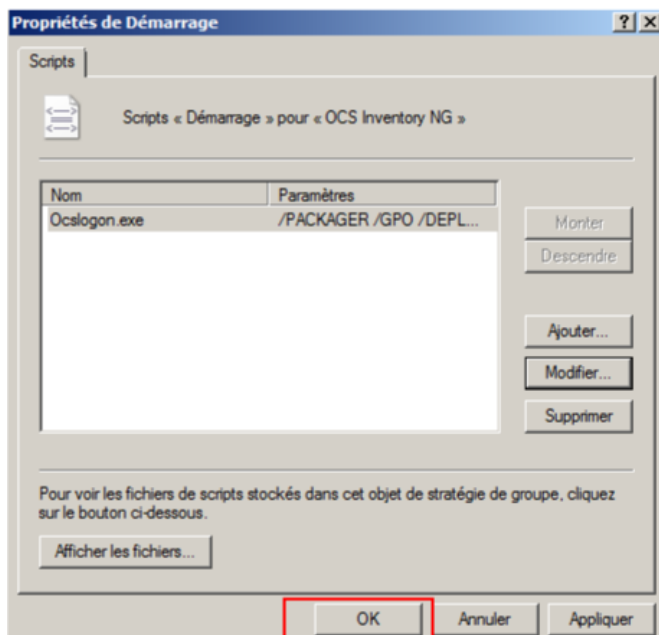 Propriétés de Démarrage
Scripts
Scripts « Démarrage » pour « OCS Inventory NG »
Nom Paramètres
Ocslogon.exe /PACKAGER /GPO /DEPL...
Monter
Descendre
Ajouter...
Modifier...
Supprimer
Pour voir les fichiers de scripts stockés dans cet objet de stratégie de groupe, cliquez
sur le bouton ci-dessous.
Afficher les fichiers...
OK Annuler Appliquer